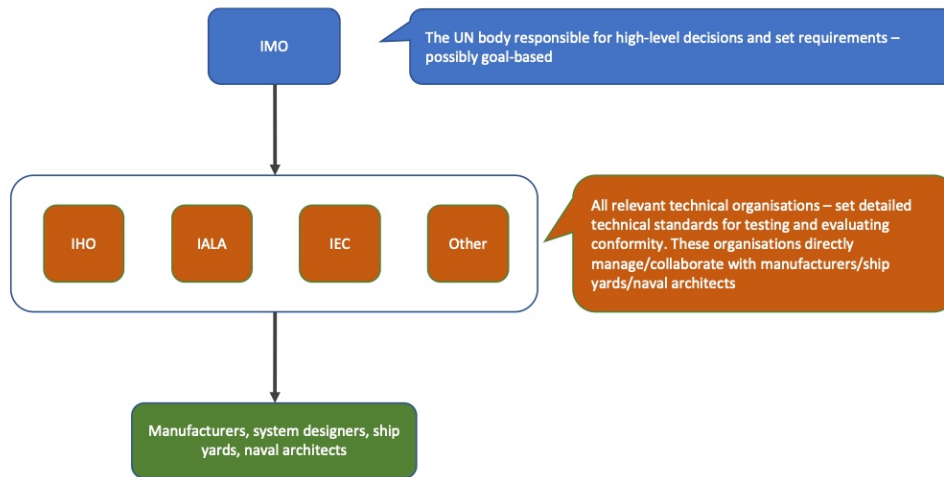 IMO
The UN body responsible for high-level decisions and set requirements –
possibly goal-based
IHO
IALA
IEC
Other
All relevant technical organisations – set detailed
technical standards for testing and evaluating
conformity. These organisations directly
manage/collaborate with manufacturers/ship
yards/naval architects
Manufacturers, system designers, ship
yards, naval architects